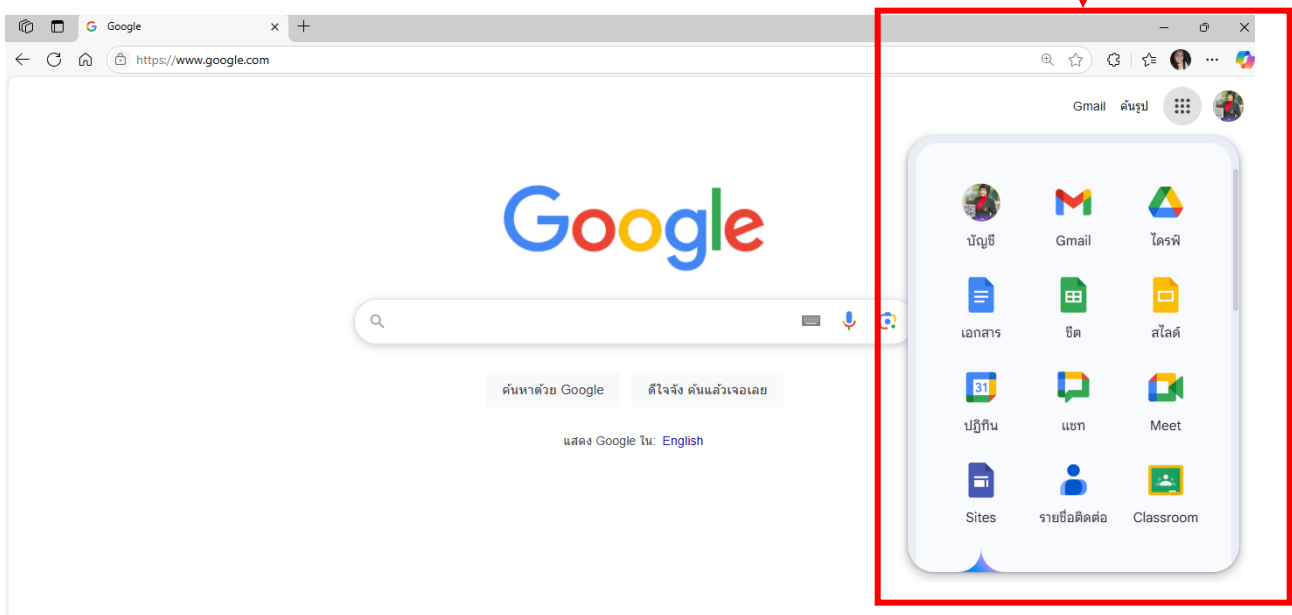 Google
https://www.google.com
Gmail ค้นรูป
Google
บัญชี Gmail ไดรฟ์
เอกสาร ชีต สไลด์
ค้นหาด้วย Google ดีใจจัง ค้นแล้วเจอเลย
31
ปฏิทิน แชท Meet
แสดง Google ใน: English
Sites รายชื่อติดต่อ Classroom